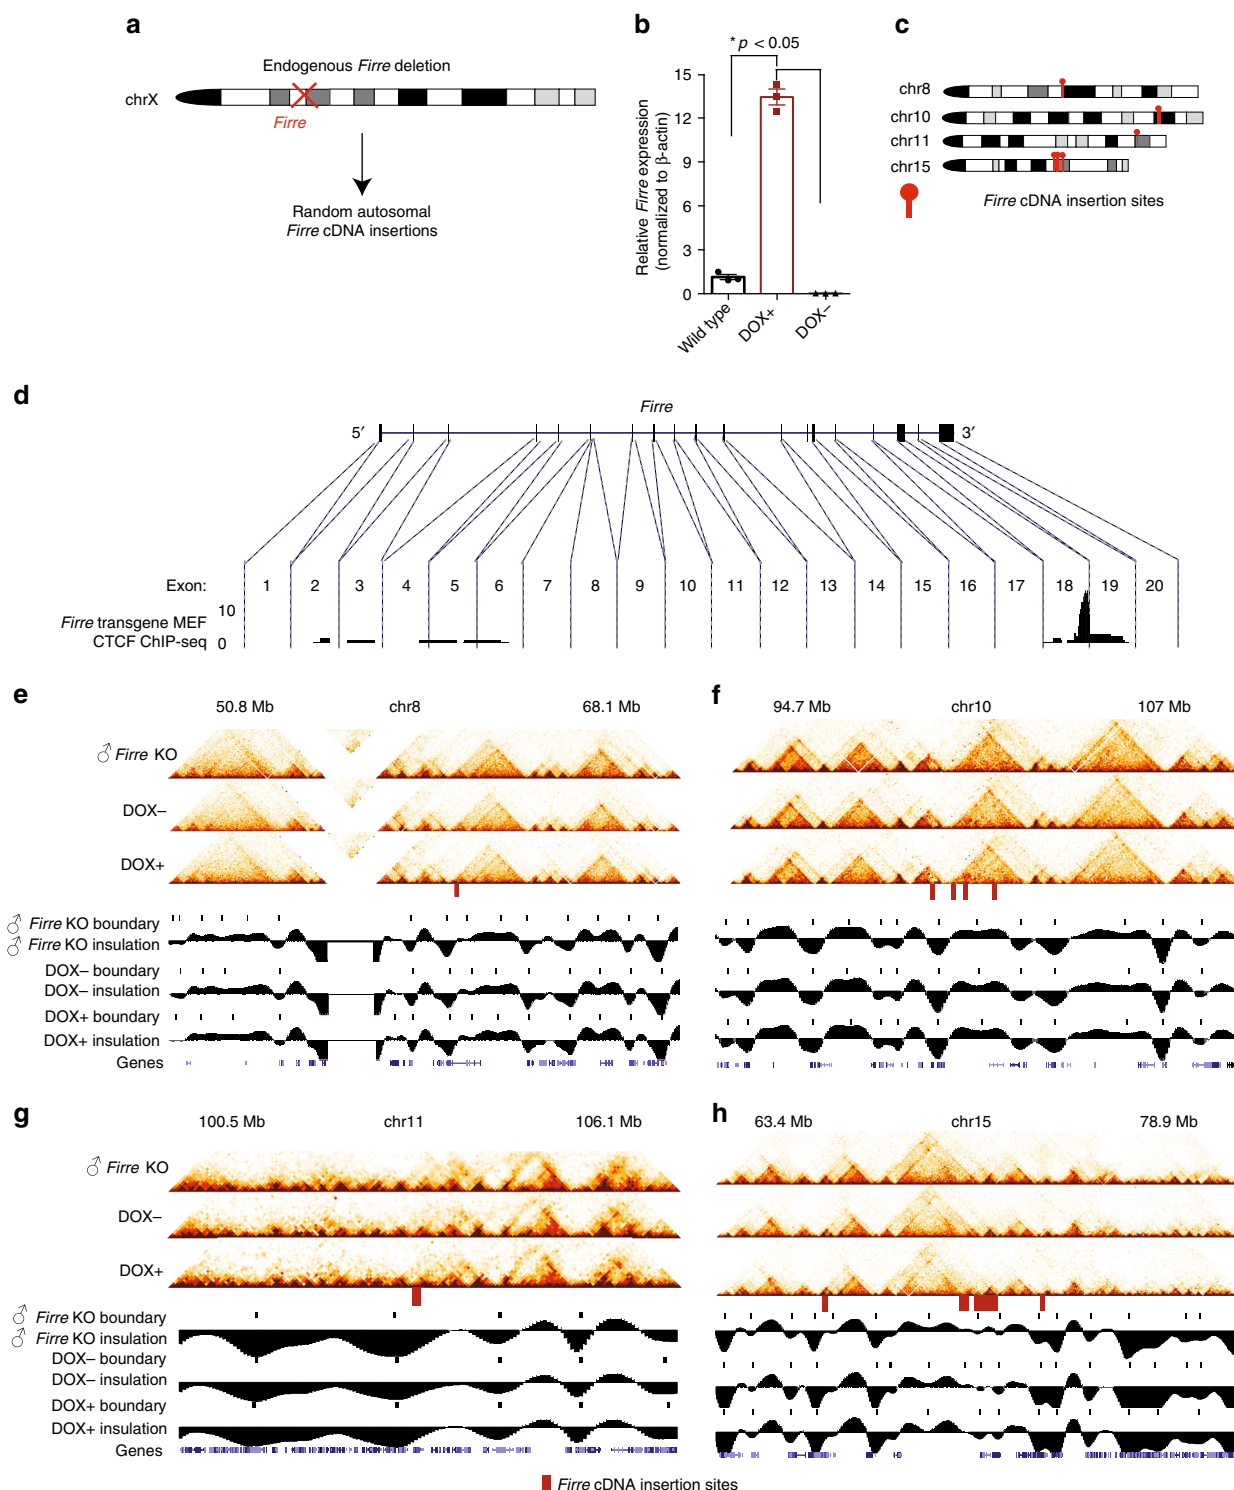 a
Endogenous Firre deletion
chrX
Firre
Random autosomal
Firre cDNA insertions
b
* p < 0.05
Relative Firre expression
(normalized to β-actin)
15
12
9
6
3
0
Wild type
DOX+
DOX−
c
chr8
chr10
chr11
chr15
Firre cDNA insertion sites
d
Firre
5′
3′
Exon: 1 2 3 4 5 6 7 8 9 10 11 12 13 14 15 16 17 18 19 20
Firre transgene MEF
CTCF ChIP-seq
10
0
e
50.8 Mb chr8 68.1 Mb
♂ Firre KO
DOX−
DOX+
♂ Firre KO boundary
♂ Firre KO insulation
DOX− boundary
DOX− insulation
DOX+ boundary
DOX+ insulation
Genes
f
94.7 Mb chr10 107 Mb
g
100.5 Mb chr11 106.1 Mb
♂ Firre KO
DOX−
DOX+
♂ Firre KO boundary
♂ Firre KO insulation
DOX− boundary
DOX− insulation
DOX+ boundary
DOX+ insulation
Genes
h
63.4 Mb chr15 78.9 Mb
Firre cDNA insertion sites